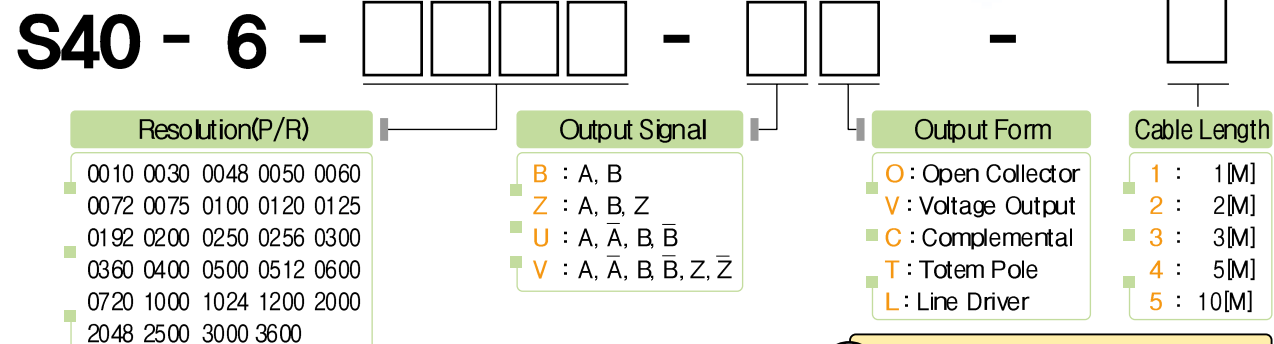 S40 - 6 - □□□□ - □□ - □
Resolution(P/R)
0010 0030 0048 0050 0060
0072 0075 0100 0120 0125
0192 0200 0250 0256 0300
0360 0400 0500 0512 0600
0720 1000 1024 1200 2000
2048 2500 3000 3600
Output Signal
B : A, B
Z : A, B, Z
U : A, A̅, B, B̅
V : A, A̅, B, B̅, Z, Z̅
Output Form
O : Open Collector
V : Voltage Output
C : Complemental
T : Totem Pole
L : Line Driver
Cable Length
1 : 1[M]
2 : 2[M]
3 : 3[M]
4 : 5[M]
5 : 10[M]